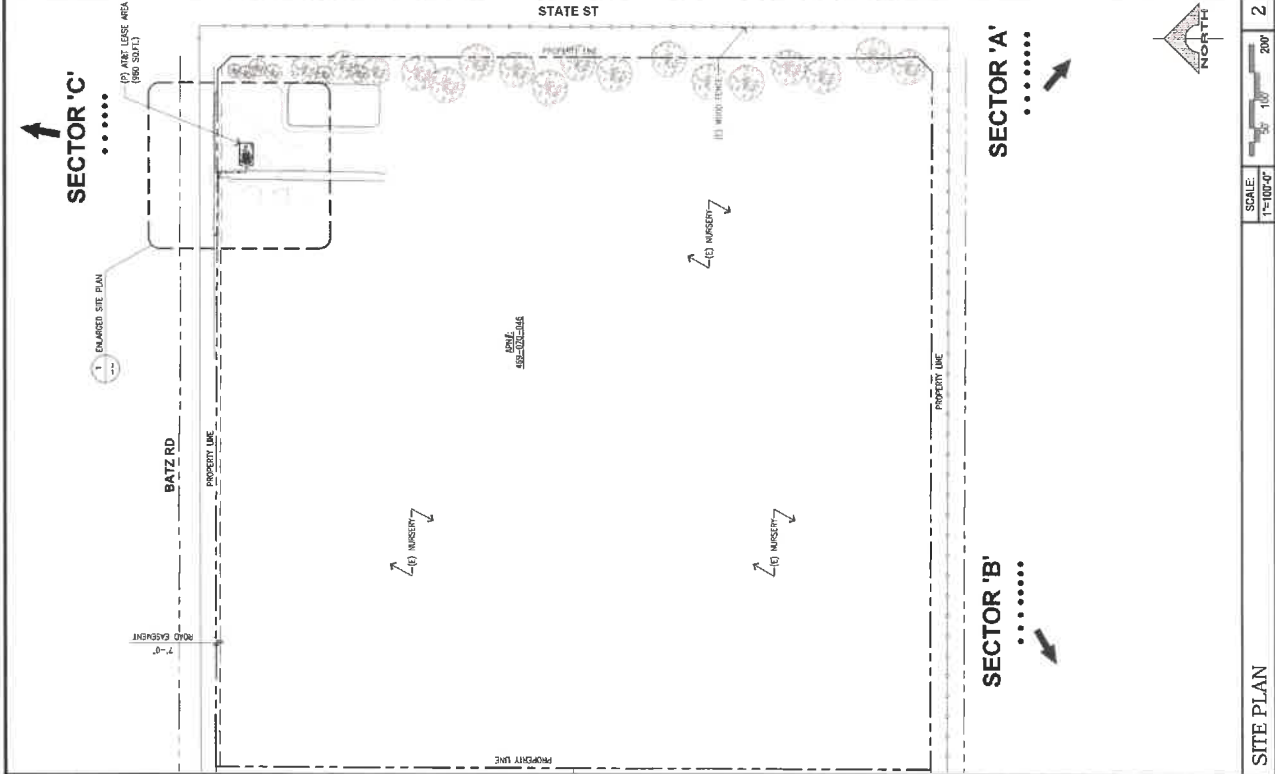 STATE ST
SECTOR 'C'
(P) AT&T LEASE AREA
(960 SQ.FT.)
PROPERTY LINE
(E) WOOD FENCE
SECTOR 'A'
NORTH
1
ENLARGED SITE PLAN
BATZ RD
PROPERTY LINE
(E) NURSERY
APN#:
PROPERTY LINE
(E) NURSERY
(E) NURSERY
7'-0"
ROAD EASEMENT
SECTOR 'B'
PROPERTY LINE
SITE PLAN
SCALE:
1"=100'-0"
50' 100' 200'
2